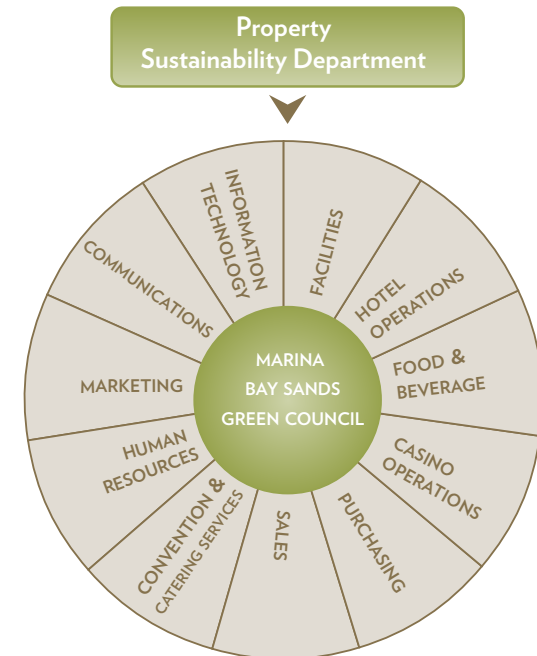 Property
Sustainability Department
INFORMATION
TECHNOLOGY
FACILITIES
HOTEL
OPERATIONS
FOOD &
BEVERAGE
CASINO
OPERATIONS
PURCHASING
SALES
CONVENTION &
CATERING SERVICES
HUMAN
RESOURCES
MARKETING
COMMUNICATIONS
MARINA
BAY SANDS
GREEN COUNCIL